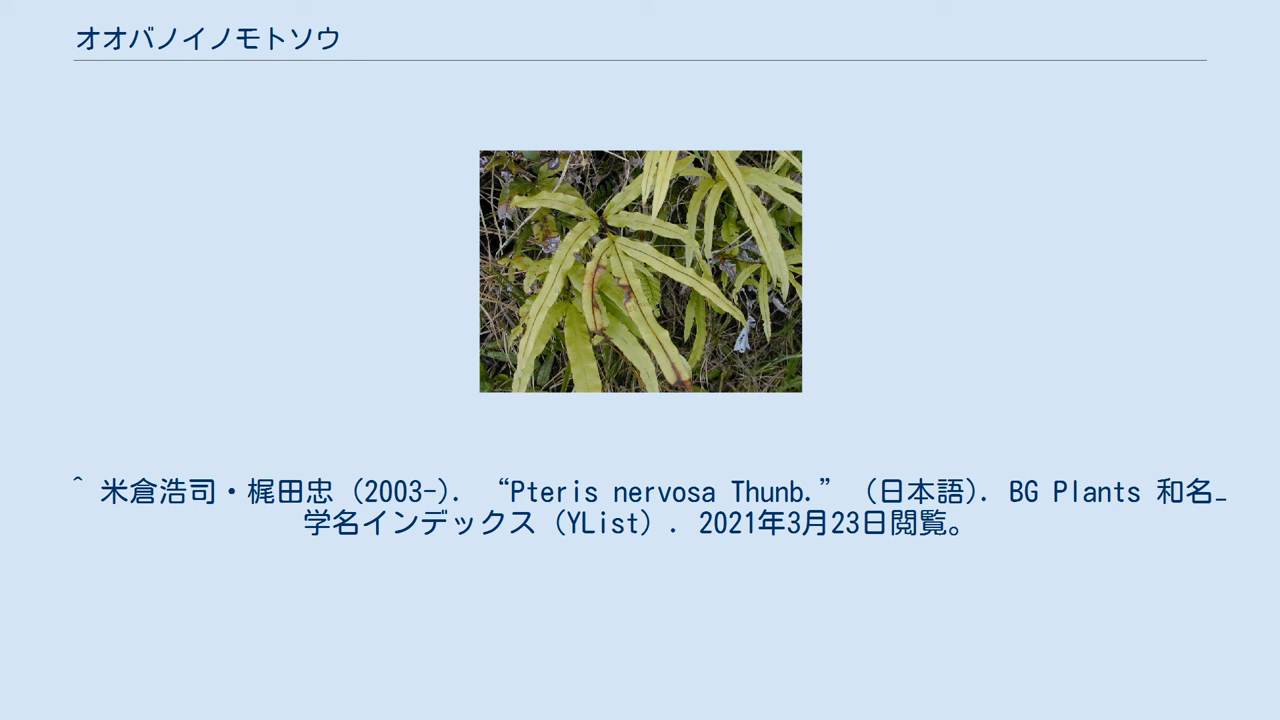 オオバノイノモトソウ
^ 米倉浩司・梶田忠 (2003-). “Pteris nervosa Thunb.” (日本語). BG Plants 和名−
学名インデックス（YList）. 2021年3月23日閲覧。